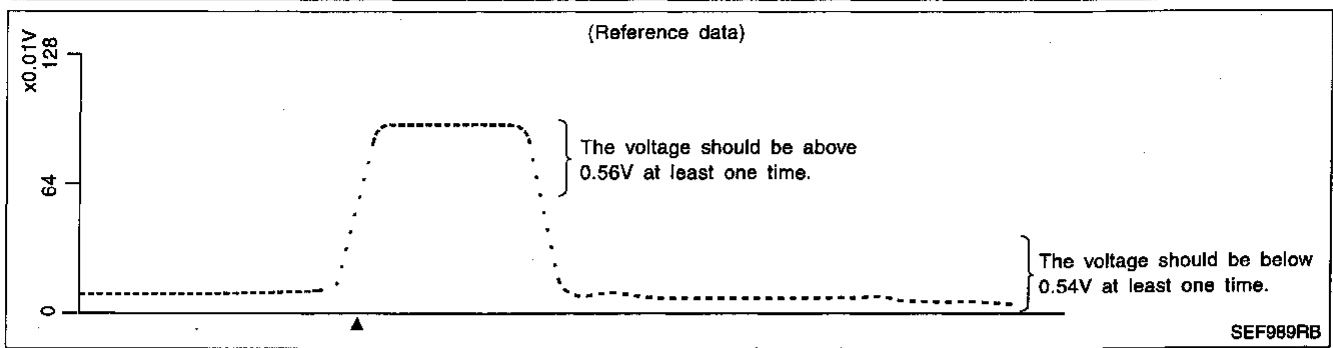 (Reference data)
x0.01V
128
64
0
The voltage should be above
0.56V at least one time.
The voltage should be below
0.54V at least one time.
SEF989RB